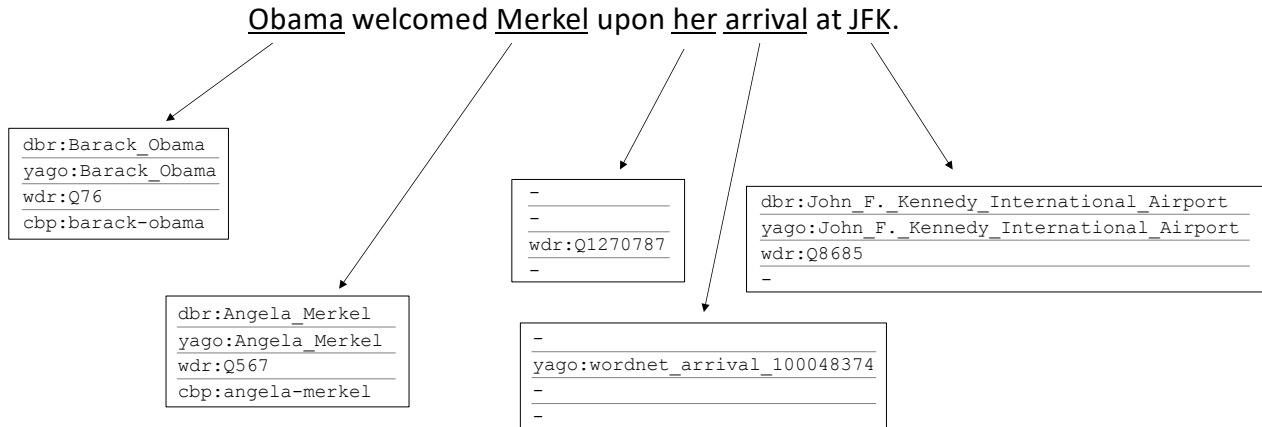 Obama welcomed Merkel upon her arrival at JFK.
dbr:Barack_Obama
yago:Barack_Obama
wdr:Q76
cbp:barack-obama
dbr:Angela_Merkel
yago:Angela_Merkel
wdr:Q567
cbp:angela-merkel
-
-
wdr:Q1270787
-
-
yago:wordnet_arrival_100048374
-
-
dbr:John_F._Kennedy_International_Airport
yago:John_F._Kennedy_International_Airport
wdr:Q8685
-